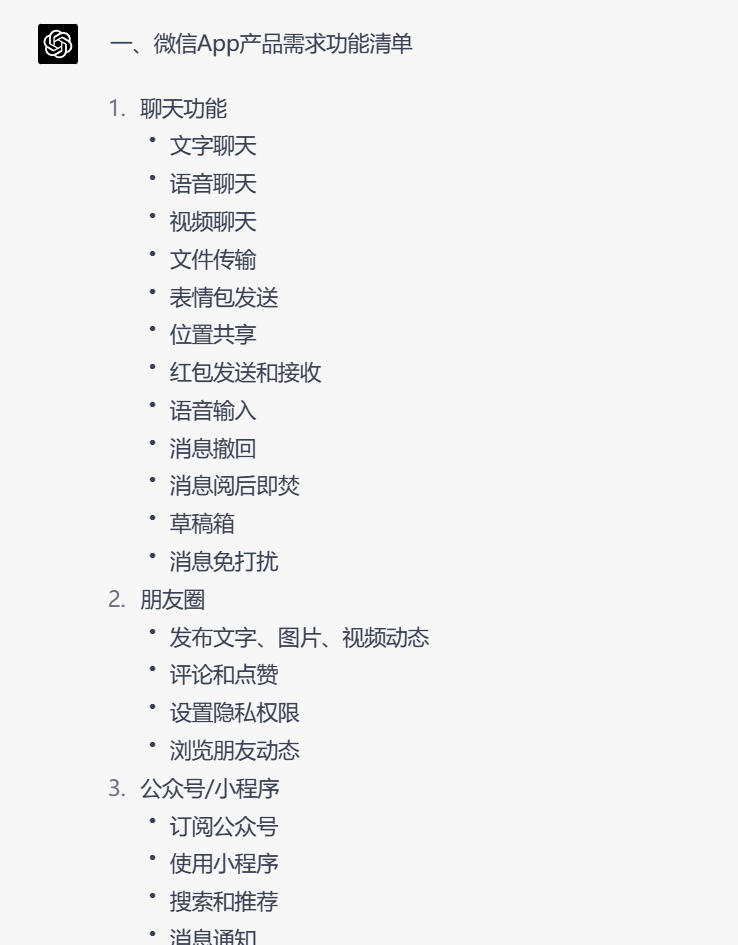 一、微信App产品需求功能清单
1. 聊天功能
• 文字聊天
• 语音聊天
• 视频聊天
• 文件传输
• 表情包发送
• 位置共享
• 红包发送和接收
• 语音输入
• 消息撤回
• 消息阅后即焚
• 草稿箱
• 消息免打扰
2. 朋友圈
• 发布文字、图片、视频动态
• 评论和点赞
• 设置隐私权限
• 浏览朋友动态
3. 公众号/小程序
• 订阅公众号
• 使用小程序
• 搜索和推荐
• 消息通知